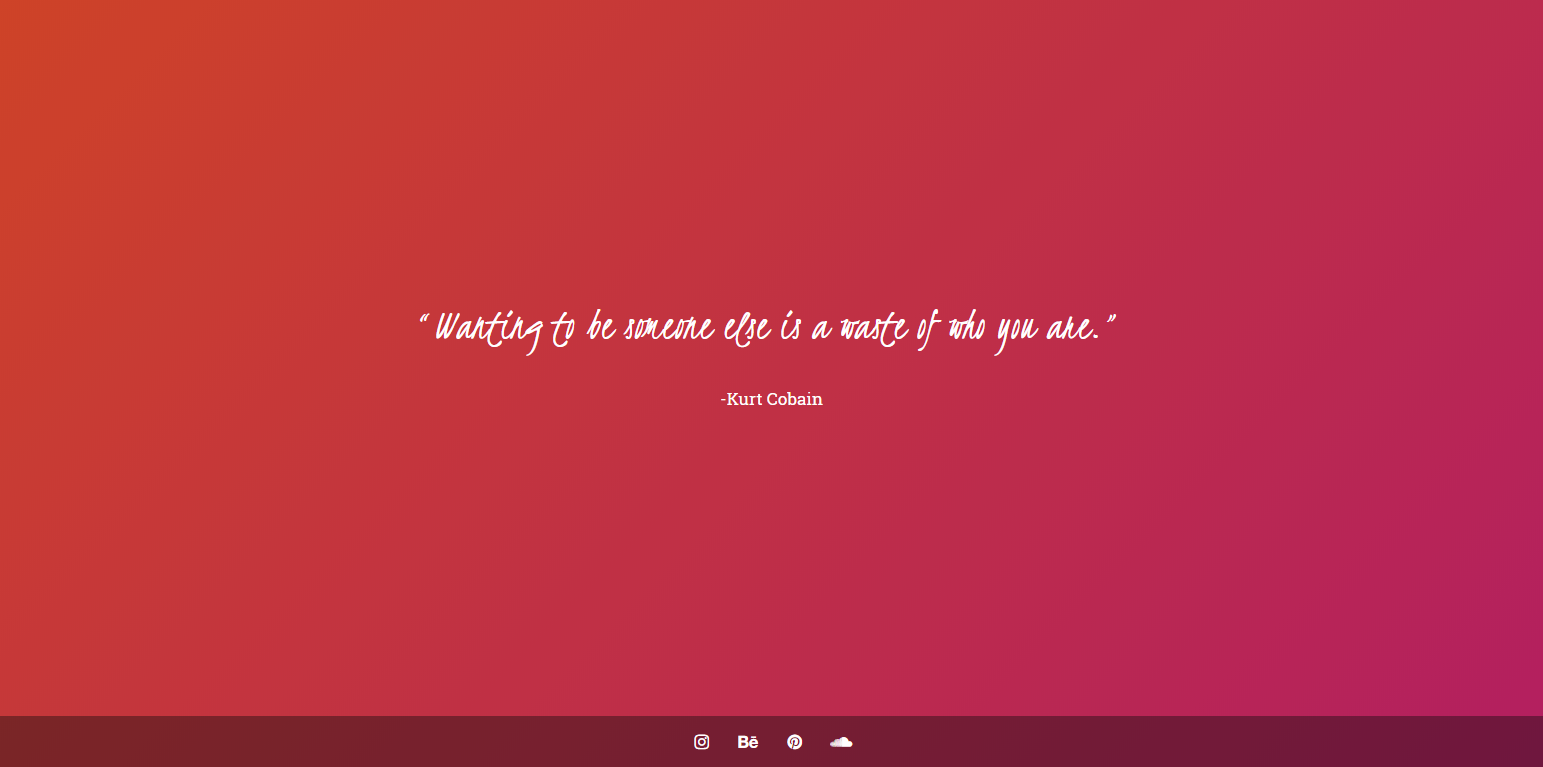 “ Wanting to be someone else is a waste of who you are. ”
-Kurt Cobain
Bē